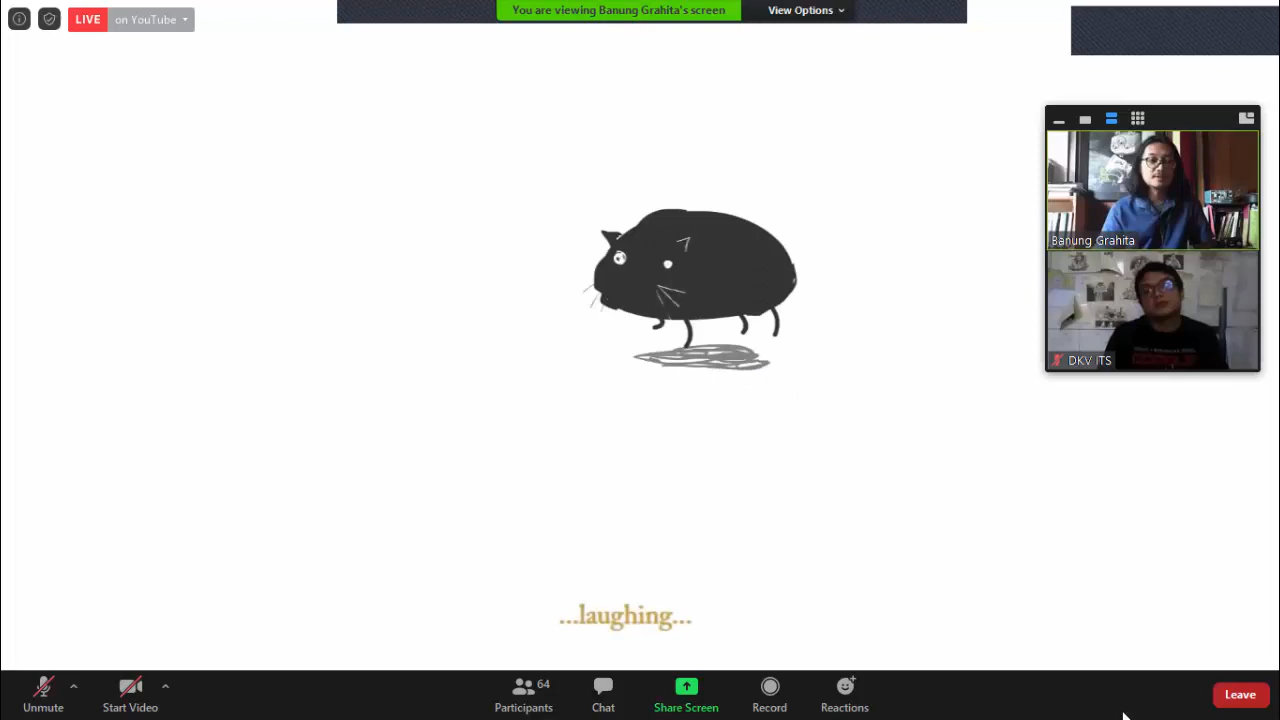 LIVE on YouTube
You are viewing Banung Grahita's screen
View Options
Banung Grahita
DKV ITS
...laughing...
Unmute
Start Video
64
Participants
Chat
Share Screen
Record
Reactions
Leave